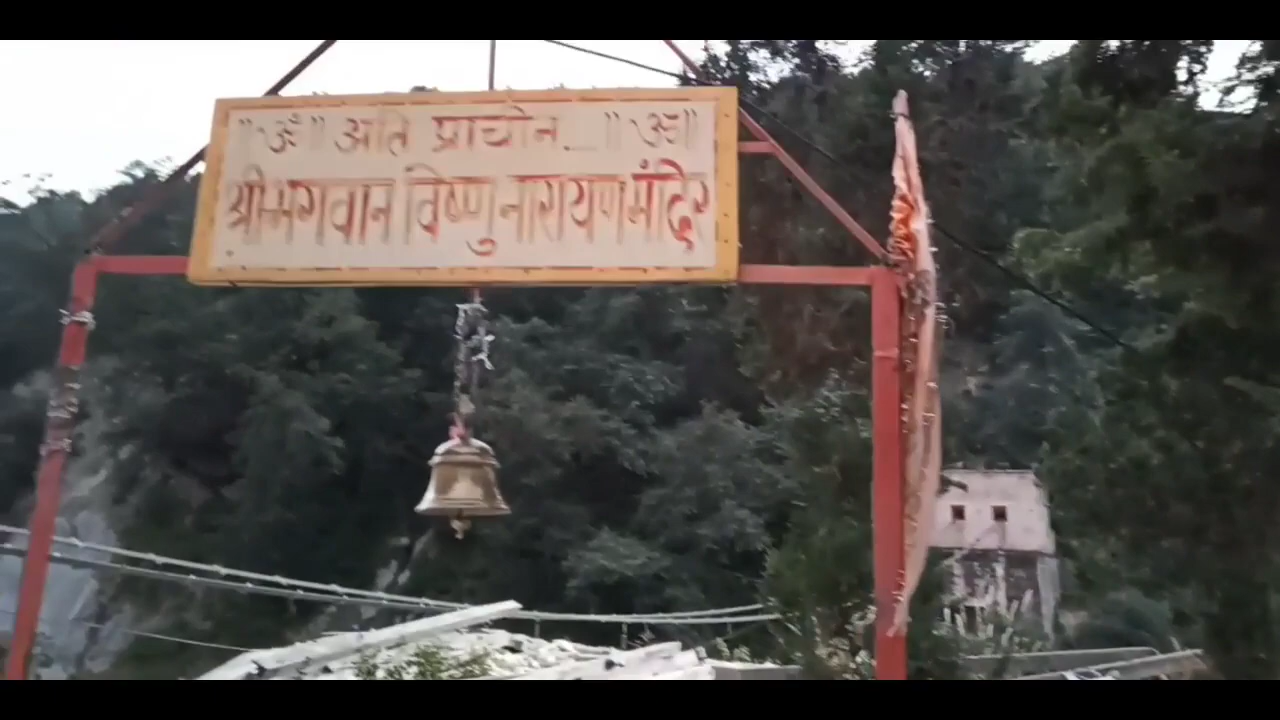 ॥ ॐ ॥ अति प्राचीन... ॥ ॐ ॥
श्री भगवान विष्णु नारायण मंदिर